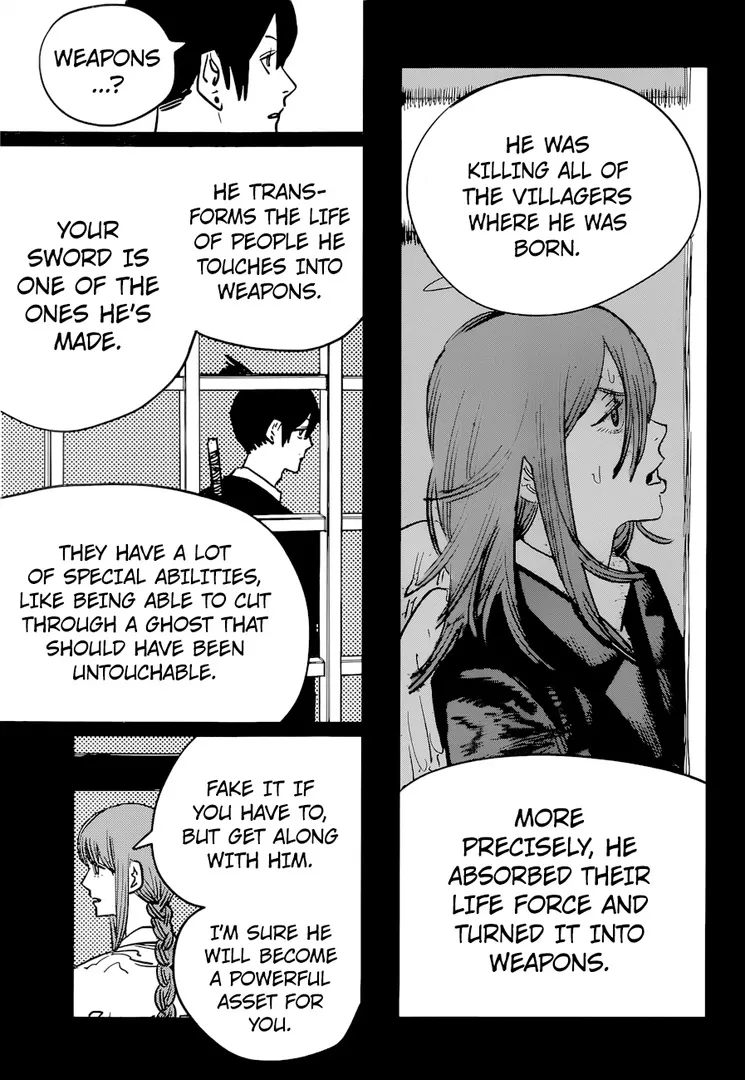 HE WAS
KILLING ALL OF
THE VILLAGERS
WHERE HE WAS
BORN.
MORE
PRECISELY, HE
ABSORBED THEIR
LIFE FORCE AND
TURNED IT INTO
WEAPONS.
WEAPONS
...?
HE TRANS-
FORMS THE LIFE
OF PEOPLE HE
TOUCHES INTO
WEAPONS.
YOUR
SWORD IS
ONE OF THE
ONES HE'S
MADE.
THEY HAVE A LOT
OF SPECIAL ABILITIES,
LIKE BEING ABLE TO CUT
THROUGH A GHOST THAT
SHOULD HAVE BEEN
UNTOUCHABLE.
FAKE IT IF
YOU HAVE TO,
BUT GET ALONG
WITH HIM.
I'M SURE HE
WILL BECOME
A POWERFUL
ASSET FOR
YOU.